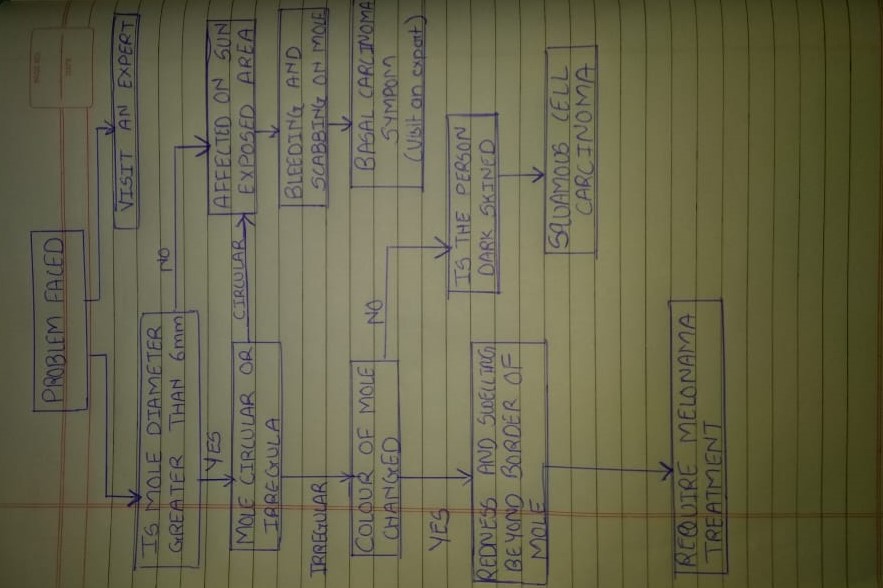 PROBLEM FACED
VISIT AN EXPERT
IS MOLE DIAMETER
GREATER THAN 6mm
NO
YES
MOLE CIRCULAR OR
IRREGULA
CIRCULAR
AFFECTED ON SUN
EXPOSED AREA
BLEEDING AND
SCABBING ON MOLE
IRREGULAR
COLOUR OF MOLE
CHANGED
NO
BASAL CARCINOMA
SYMPOM
(Visit an expert)
YES
IS THE PERSON
DARK SKINED
REDNESS AND SWELLING
BEYOND BORDER OF
MOLE
SQUAMOUS CELL
CARCINOMA
REQUIRE MELONAMA
TREATMENT